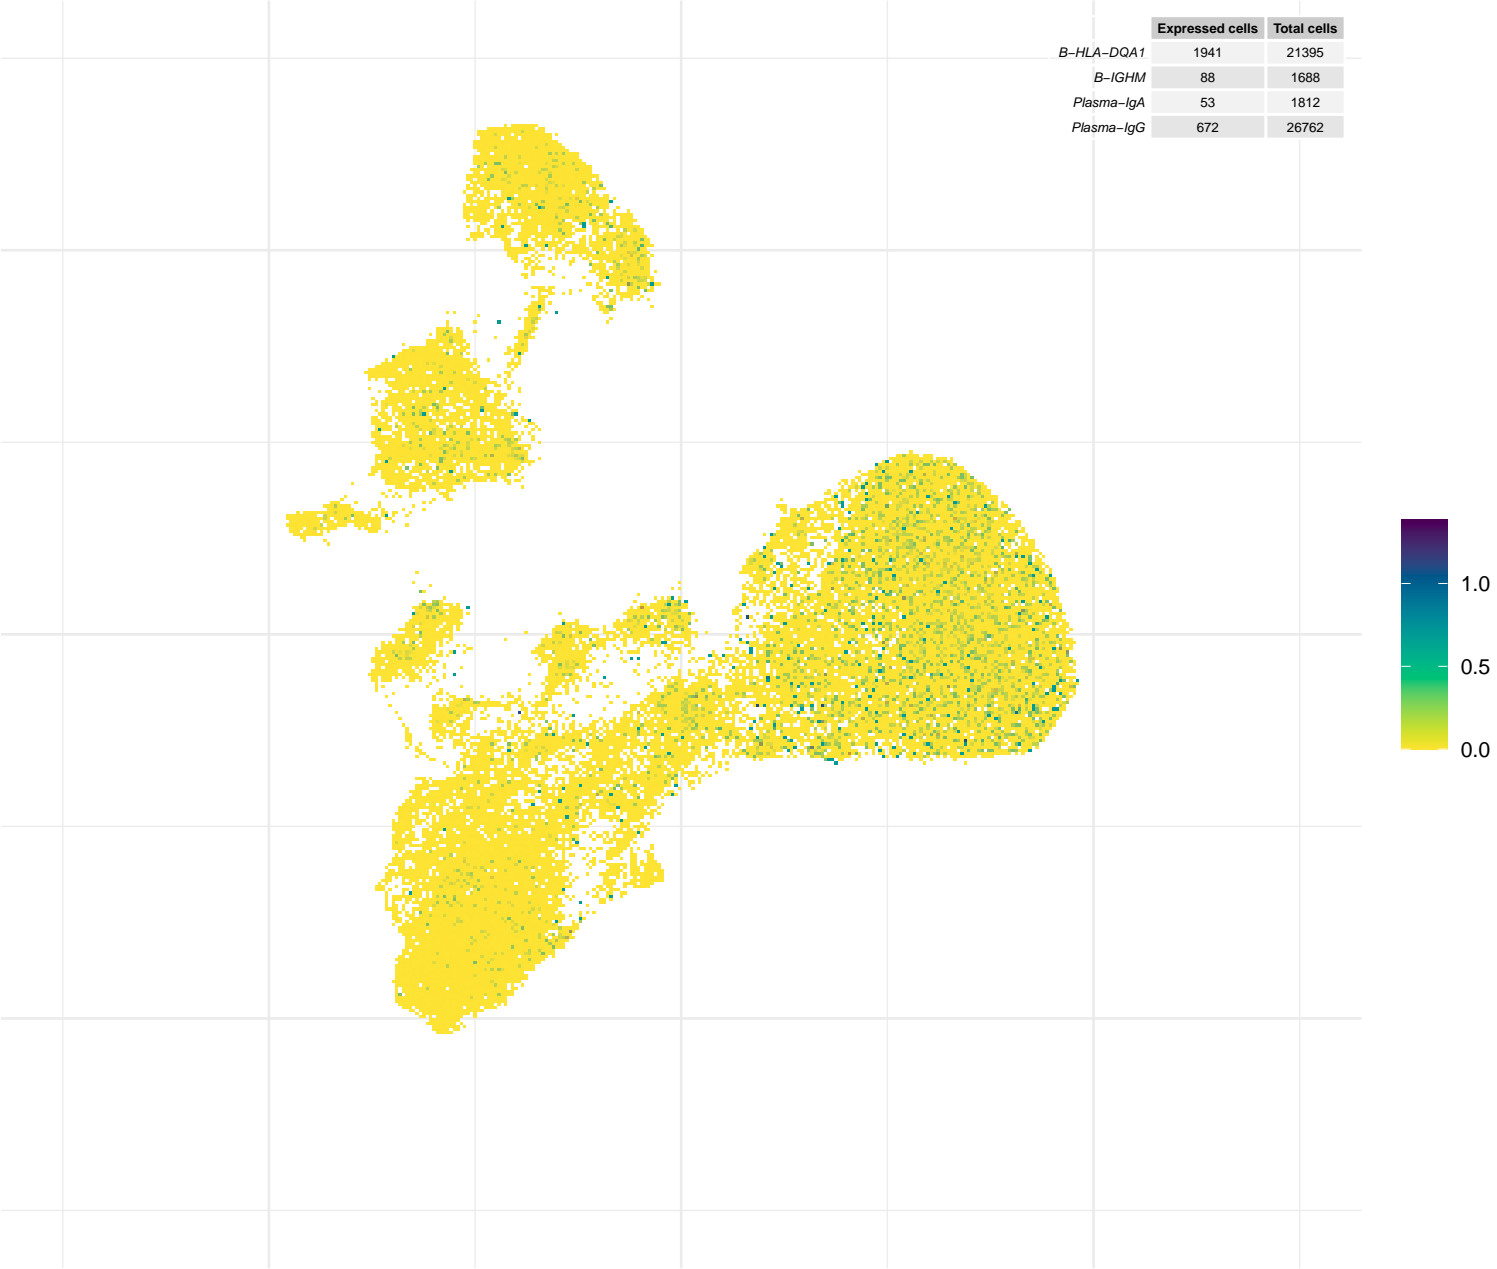 Expressed cells Total cells
B−HLA−DQA1 1941 21395
B−IGHM 88 1688
Plasma−IgA 53 1812
Plasma−IgG 672 26762
1.0
0.5
0.0